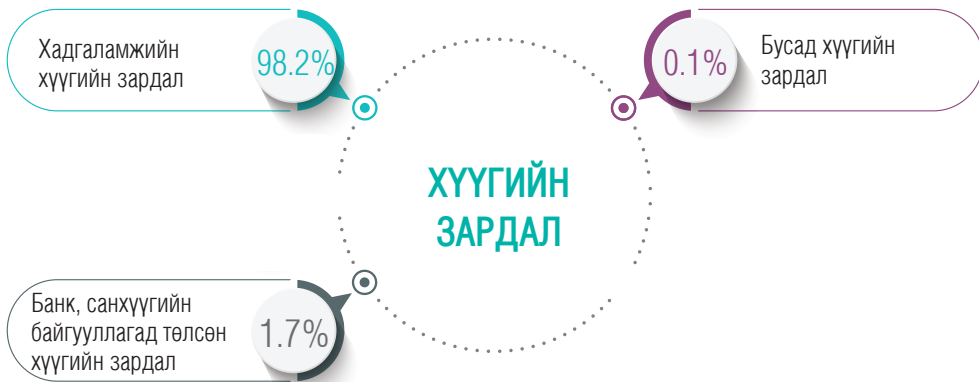 Хадгаламжийн
хүүгийн зардал
98.2%
0.1%
Бусад хүүгийн
зардал
ХҮҮГИЙН
ЗАРДАЛ
Банк, санхүүгийн
байгууллагад төлсөн
хүүгийн зардал
1.7%